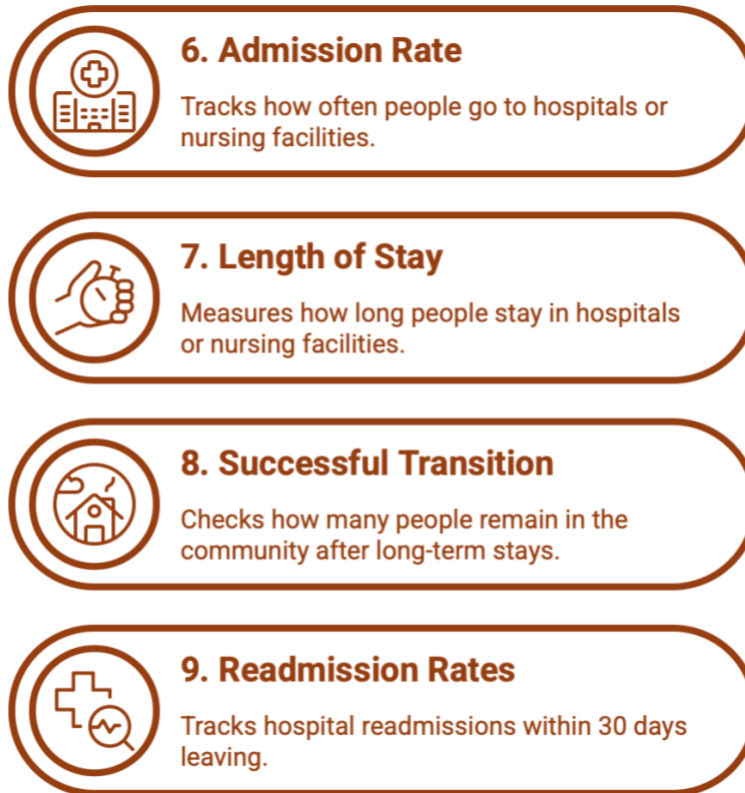 6. Admission Rate
Tracks how often people go to hospitals or
nursing facilities.
7. Length of Stay
Measures how long people stay in hospitals
or nursing facilities.
8. Successful Transition
Checks how many people remain in the
community after long-term stays.
9. Readmission Rates
Tracks hospital readmissions within 30 days
leaving.